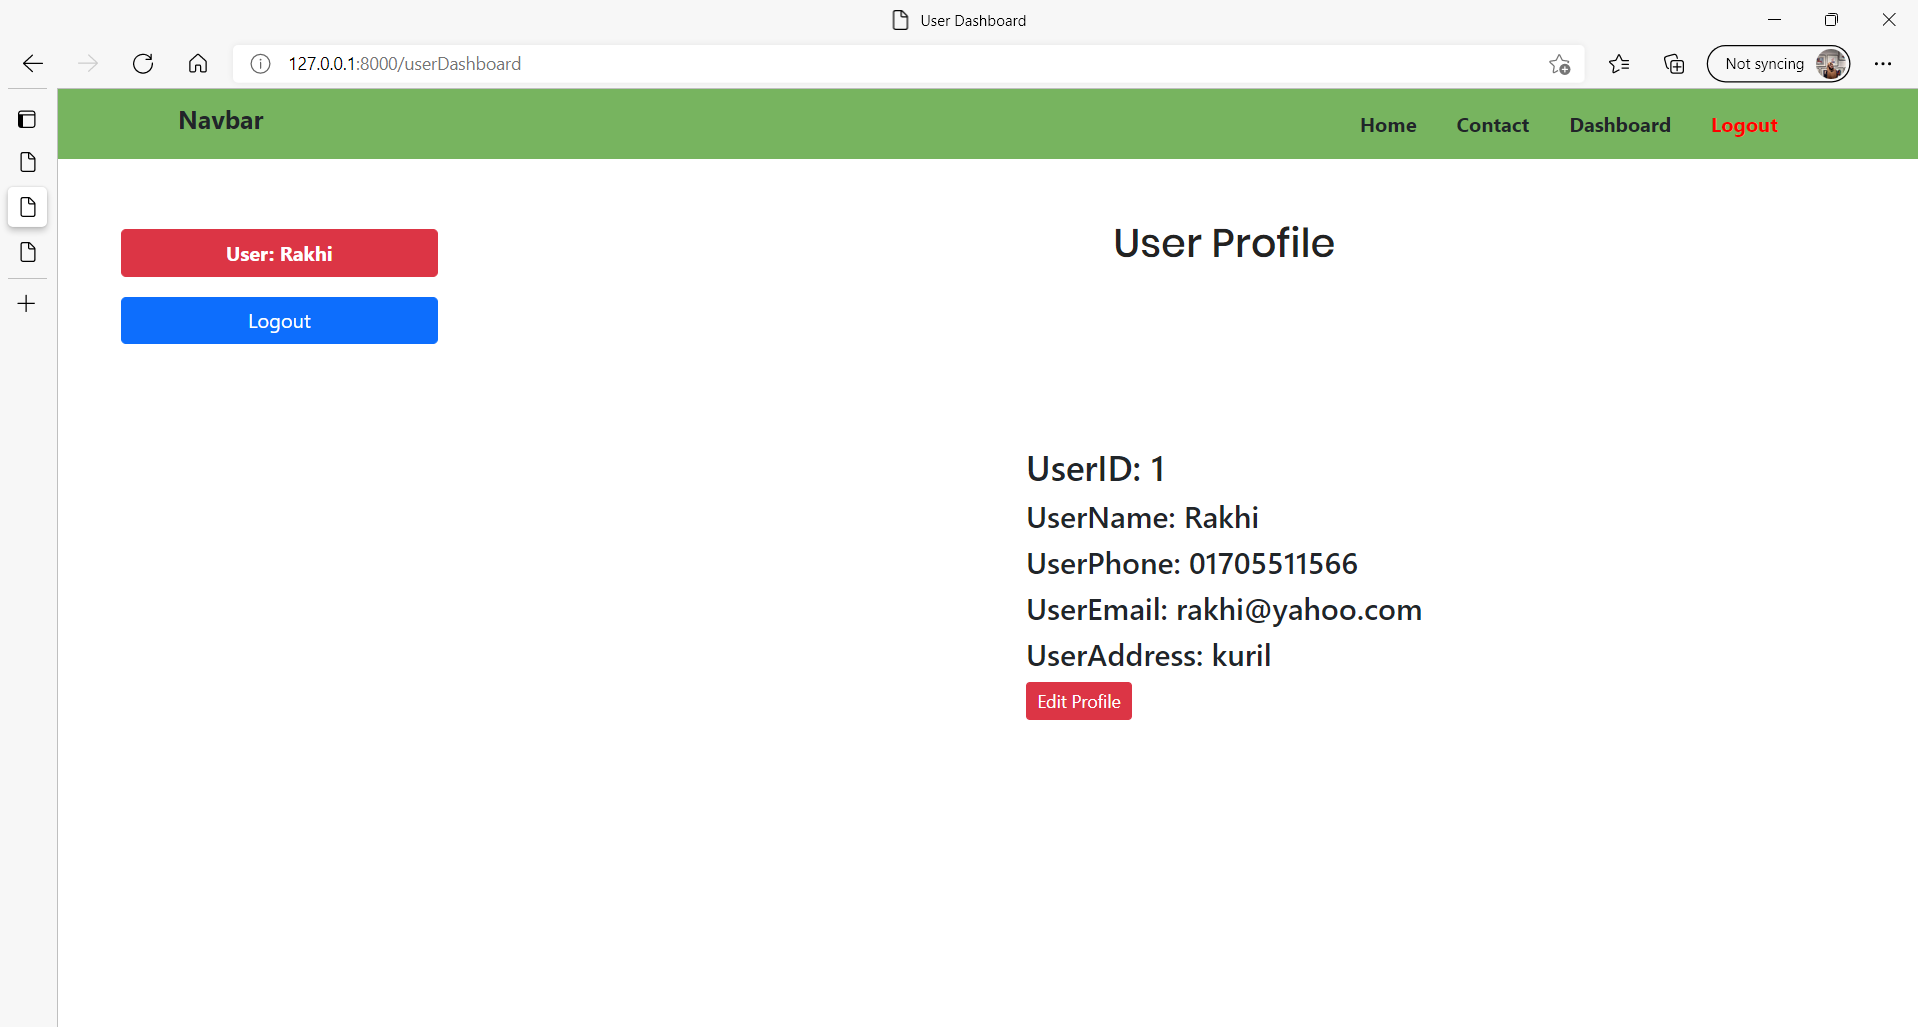 User Dashboard
127.0.0.1:8000/userDashboard
Not syncing
Navbar
Home Contact Dashboard Logout
User: Rakhi
Logout
User Profile
UserID: 1
UserName: Rakhi
UserPhone: 01705511566
UserEmail: rakhi@yahoo.com
UserAddress: kuril
Edit Profile